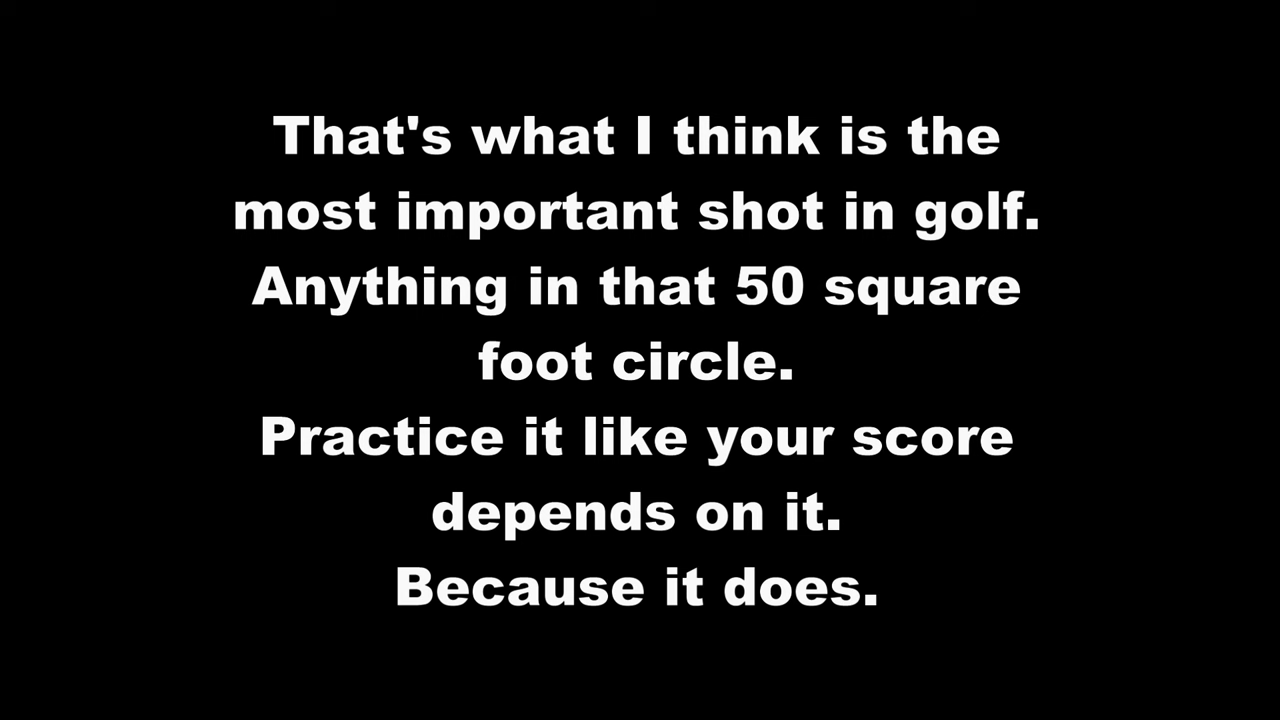 That's what I think is the
most important shot in golf.
Anything in that 50 square
foot circle.
Practice it like your score
depends on it.
Because it does.